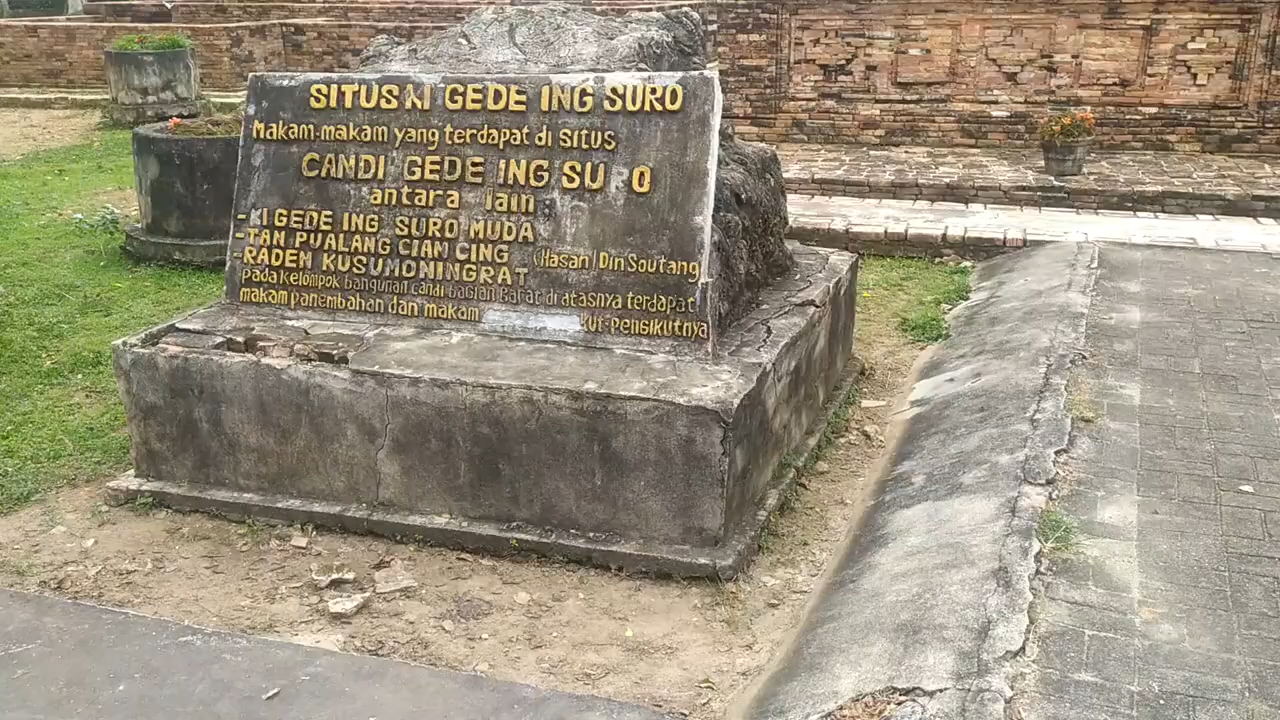 SITUS KI GEDE ING SURO
Makam-makam yang terdapat di SITUS
CANDI GEDE ING SURO
antara lain
-KI GEDE ING SURO MUDA
-TAN PUALANG CIAM CING
(Hasan) Din Soutang
-RADEN KUSUMONINGRAT
pada kelompok bangunan candi bagian Barat di atasnya terdapat
makam panembahan dan makam kut-pengikutnya